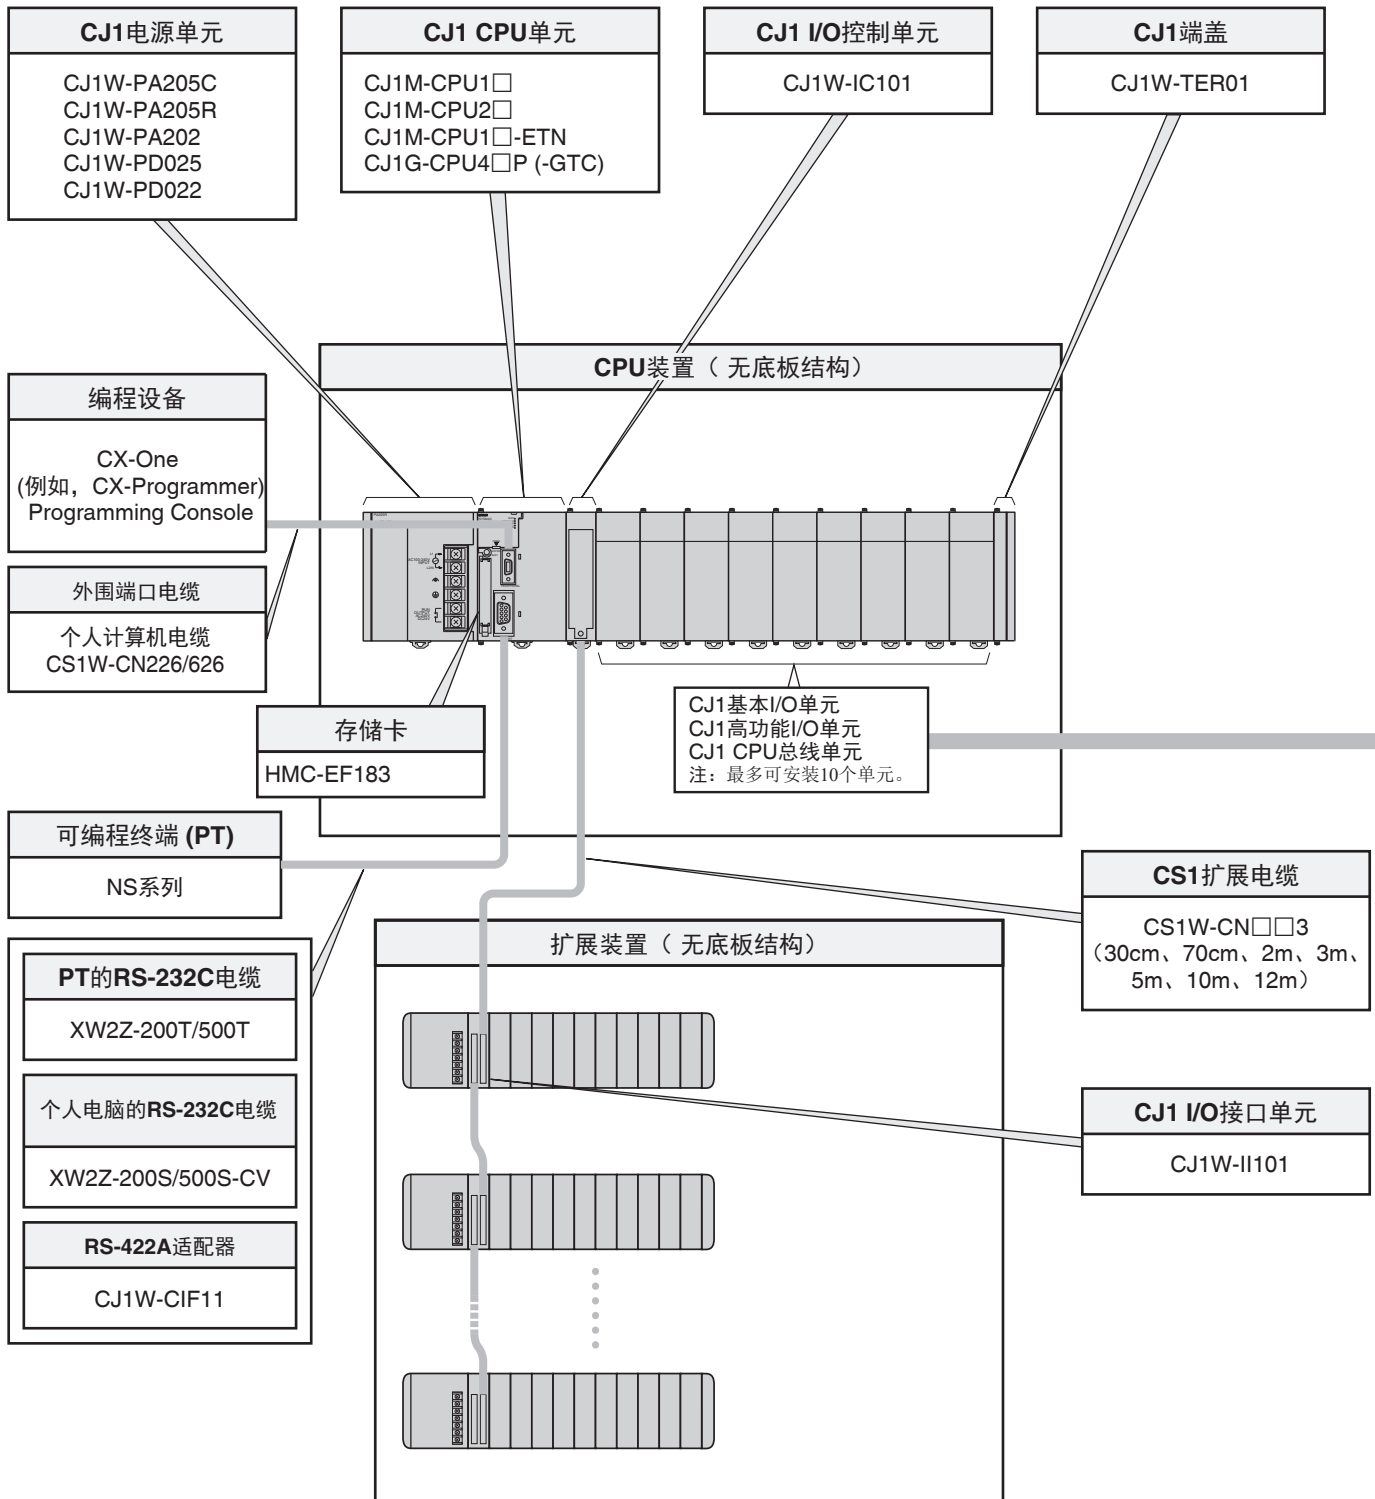 CJ1电源单元
CJ1W-PA205C
CJ1W-PA205R
CJ1W-PA202
CJ1W-PD025
CJ1W-PD022
CJ1 CPU单元
CJ1M-CPU1□
CJ1M-CPU2□
CJ1M-CPU1□-ETN
CJ1G-CPU4□P (-GTC)
CJ1 I/O控制单元
CJ1W-IC101
CJ1端盖
CJ1W-TER01
CPU装置（ 无底板结构）
编程设备
CX-One
(例如，CX-Programmer)
Programming Console
外围端口电缆
个人计算机电缆
CS1W-CN226/626
存储卡
HMC-EF183
CJ1基本I/O单元
CJ1高功能I/O单元
CJ1 CPU总线单元
注：最多可安装10个单元。
可编程终端 (PT)
NS系列
PT的RS-232C电缆
XW2Z-200T/500T
个人电脑的RS-232C电缆
XW2Z-200S/500S-CV
RS-422A适配器
CJ1W-CIF11
扩展装置（ 无底板结构）
CS1扩展电缆
CS1W-CN□□3
（30cm、70cm、2m、3m、
5m、10m、12m）
CJ1 I/O接口单元
CJ1W-II101